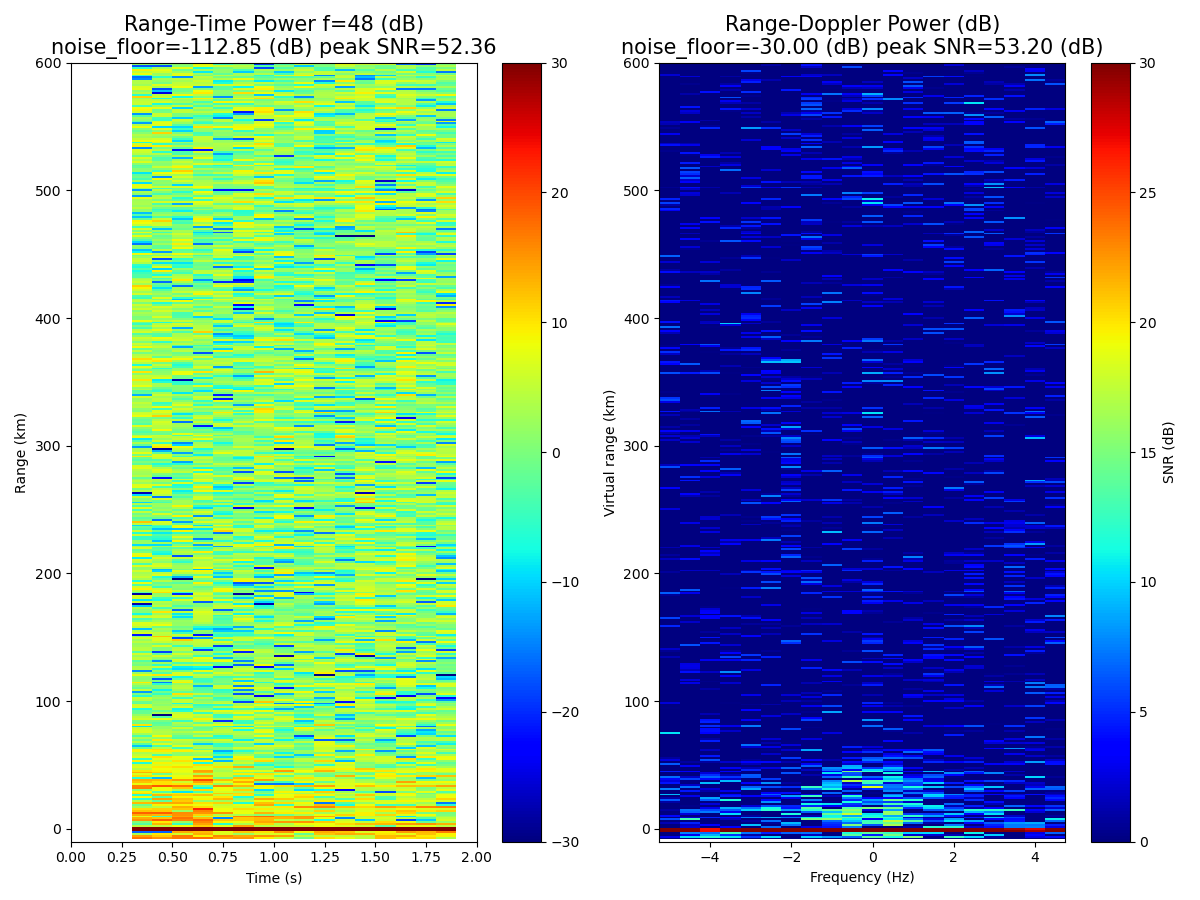 Range-Time Power f=48 (dB)
noise_floor=-112.85 (dB) peak SNR=52.36
Range-Doppler Power (dB)
noise_floor=-30.00 (dB) peak SNR=53.20 (dB)
600
500
400
300
200
100
0
Range (km)
0.00 0.25 0.50 0.75 1.00 1.25 1.50 1.75 2.00
Time (s)
30
20
10
0
−10
−20
−30
600
500
400
300
200
100
0
Virtual range (km)
−4 −2 0 2 4
Frequency (Hz)
30
25
20
15
10
5
0
SNR (dB)